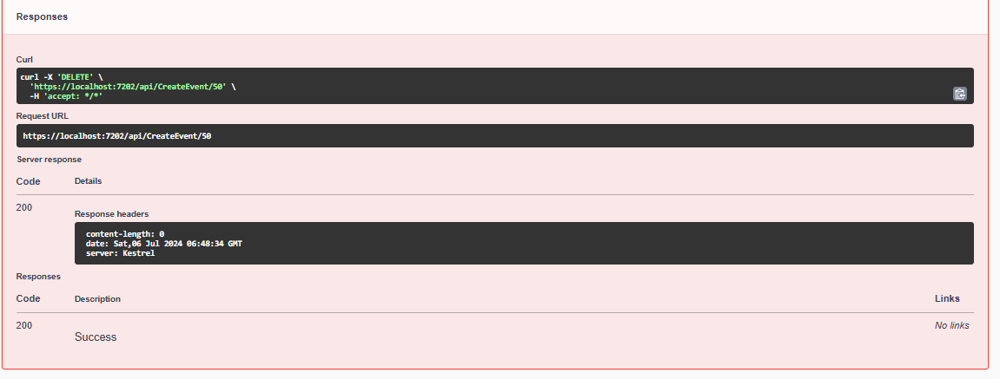 Responses
Curl
curl -X 'DELETE' \
'https://localhost:7202/api/CreateEvent/50' \
-H 'accept: */*'
Request URL
https://localhost:7202/api/CreateEvent/50
Server response
Code Details
200
Response headers
content-length: 0
date: Sat,06 Jul 2024 06:48:34 GMT
server: Kestrel
Responses
Code Description Links
200 No links
Success